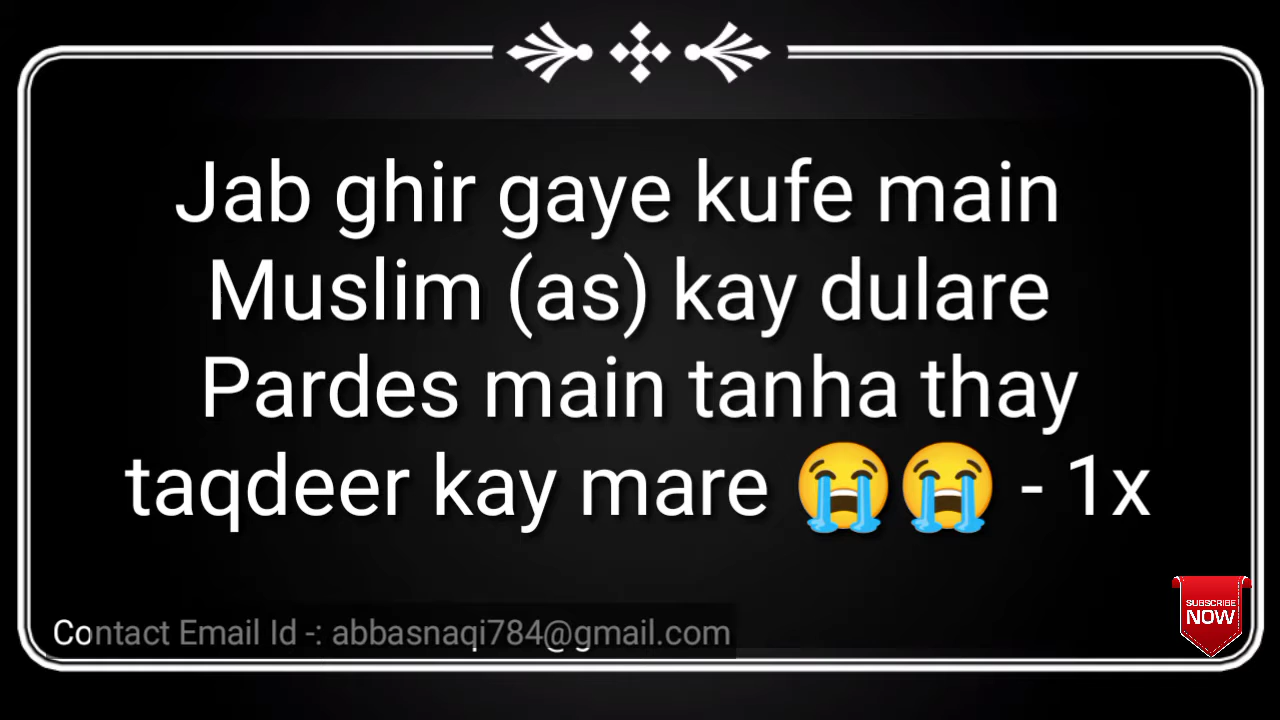 Jab ghir gaye kufe main
Muslim (as) kay dulare
Pardes main tanha thay
taqdeer kay mare 😭😭 - 1x
Contact Email Id -: abbasnaqi784@gmail.com
SUBSCRIBE
NOW